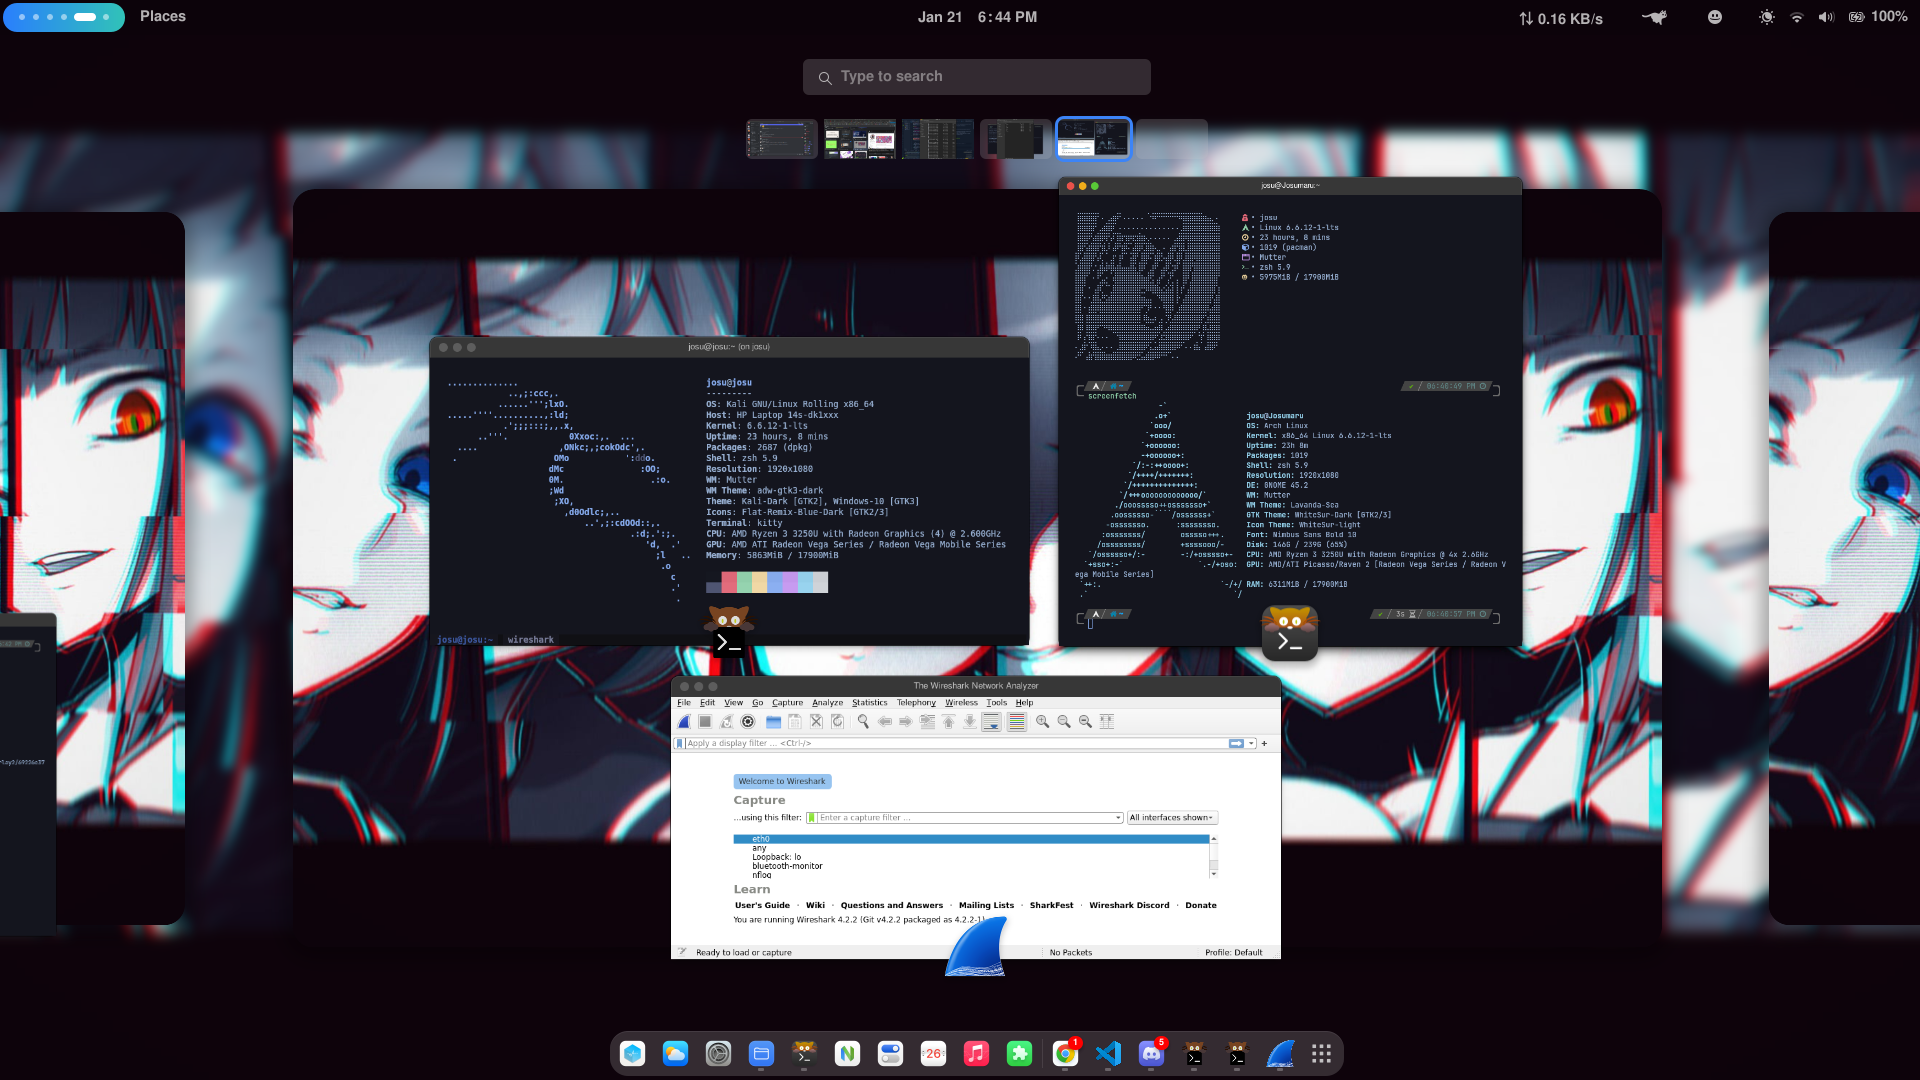 Places
Jan 21 6:44 PM
0.16 KB/s
100%
Type to search
josu@Josumaru:~
josu
Linux 6.6.12-1-lts
23 hours, 8 mins
1019 (pacman)
Mutter
zsh 5.9
5975MiB / 17900MiB
~ 06:40:49 PM
screenfetch
josu@Josumaru
OS: Arch Linux
Kernel: x86_64 Linux 6.6.12-1-lts
Uptime: 23h 8m
Packages: 1019
Shell: zsh 5.9
Resolution: 1920x1080
DE: GNOME 45.2
WM: Mutter
WM Theme: Lavanda-Sea
GTK Theme: WhiteSur-Dark [GTK2/3]
Icon Theme: WhiteSur-light
Font: Nimbus Sans Bold 10
Disk: 146G / 239G (65%)
CPU: AMD Ryzen 3 3250U with Radeon Graphics @ 4x 2.6GHz
GPU: AMD/ATI Picasso/Raven 2 [Radeon Vega Series / Radeon V
ega Mobile Series]
RAM: 6311MiB / 17900MiB
~ 3s 06:40:57 PM
josu@josu:~ (on josu)
josu@josu
---------
OS: Kali GNU/Linux Rolling x86_64
Host: HP Laptop 14s-dk1xxx
Kernel: 6.6.12-1-lts
Uptime: 23 hours, 8 mins
Packages: 2687 (dpkg)
Shell: zsh 5.9
Resolution: 1920x1080
WM: Mutter
WM Theme: adw-gtk3-dark
Theme: Kali-Dark [GTK2], Windows-10 [GTK3]
Icons: Flat-Remix-Blue-Dark [GTK2/3]
Terminal: kitty
CPU: AMD Ryzen 3 3250U with Radeon Graphics (4) @ 2.600GHz
GPU: AMD ATI Radeon Vega Series / Radeon Vega Mobile Series
Memory: 5863MiB / 17900MiB
josu@josu:~ wireshark
The Wireshark Network Analyzer
File Edit View Go Capture Analyze Statistics Telephony Wireless Tools Help
Apply a display filter ... <Ctrl-/>
Welcome to Wireshark
Capture
...using this filter: Enter a capture filter ... All interfaces shown
eth0
any
Loopback: lo
bluetooth-monitor
nflog
Learn
User's Guide · Wiki · Questions and Answers · Mailing Lists · SharkFest · Wireshark Discord · Donate
You are running Wireshark 4.2.2 (Git v4.2.2 packaged as 4.2.2-1
Ready to load or capture No Packets Profile: Default
26
1
5